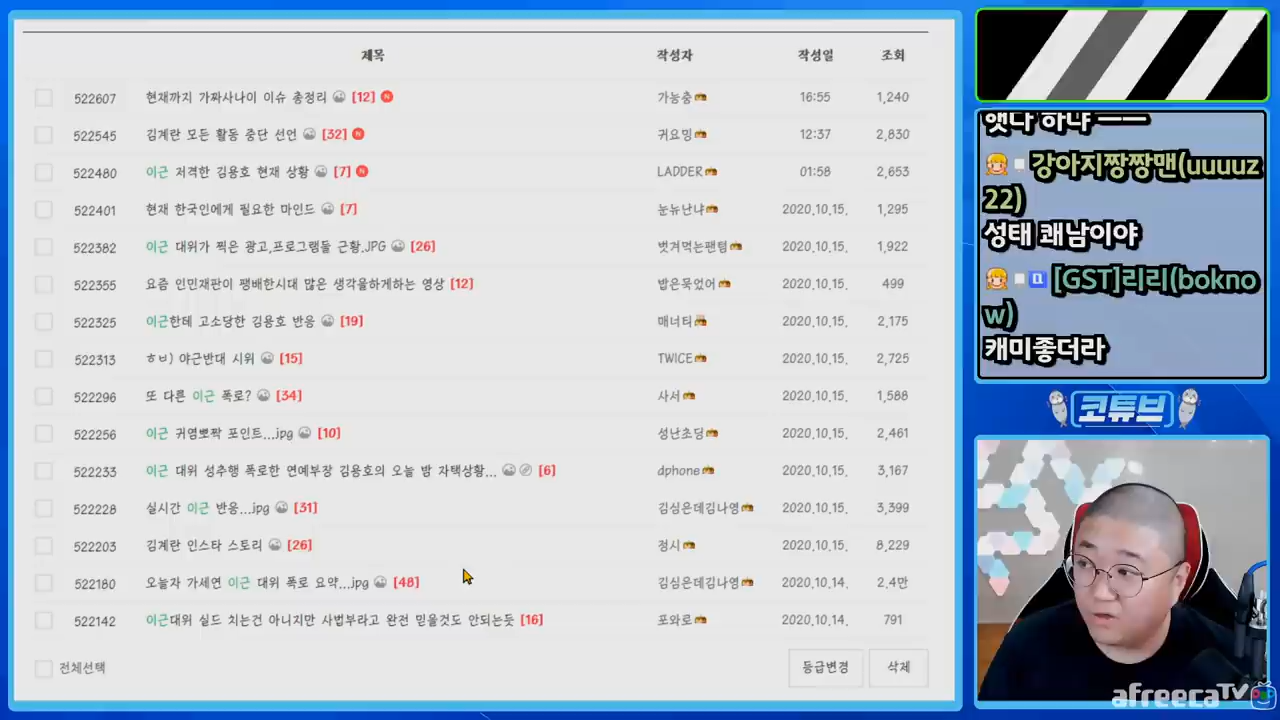 제목 작성자 작성일 조회
522607 현재까지 가짜사나이 이슈 총정리 [12] N 가능충 16:55 1,240
522545 김계란 모든 활동 중단 선언 [32] N 귀요밍 12:37 2,830
522480 이근 저격한 김용호 현재 상황 [7] N LADDER 01:58 2,653
522401 현재 한국인에게 필요한 마인드 [7] 눈뉴난냐 2020.10.15. 1,295
522382 이근 대위가 찍은 광고,프로그램들 근황.JPG [26] 벗겨먹는팬텀 2020.10.15. 1,922
522355 요즘 인민재판이 팽배한시대 많은 생각을하게하는 영상 [12] 밥은묵었어 2020.10.15. 499
522325 이근한테 고소당한 김용호 반응 [19] 매너티 2020.10.15. 2,175
522313 ㅎㅂ) 야근반대 시위 [15] TWICE 2020.10.15. 2,725
522296 또 다른 이근 폭로? [34] 사서 2020.10.15. 1,588
522256 이근 귀염뽀짝 포인트...jpg [10] 성난초딩 2020.10.15. 2,461
522233 이근 대위 성추행 폭로한 연예부장 김용호의 오늘 밤 자택상황... [6] dphone 2020.10.15. 3,167
522228 실시간 이근 반응...jpg [31] 김싱은데김나영 2020.10.15. 3,399
522203 김계란 인스타 스토리 [26] 정시 2020.10.15. 8,229
522180 오늘자 가세연 이근 대위 폭로 요약...jpg [48] 김싱은데김나영 2020.10.14. 2.4만
522142 이근대위 실드 치는건 아니지만 사법부라고 완전 믿을것도 안되는듯 [16] 포와로 2020.10.14. 791
전체선택 등급변경 삭제
햇다 하냐 ㅡㅡ
강아지짱짱맨(uuuuz
22)
성태 쾌남이야
[GST]리리(bokno
w)
캐미좋더라
코튜브
afreecaTV